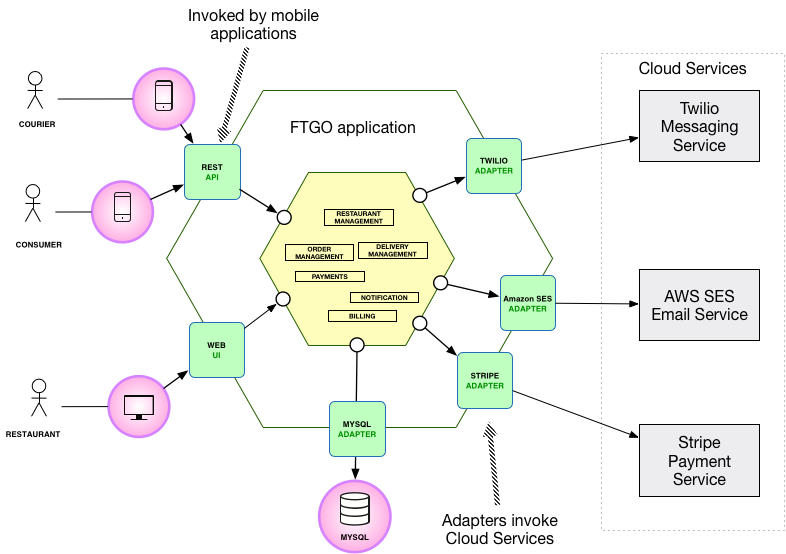 Invoked by mobile
applications
Cloud Services
FTGO application
COURIER
REST
API
TWILIO
ADAPTER
Twilio
Messaging
Service
CONSUMER
RESTAURANT
MANAGEMENT
ORDER
MANAGEMENT
DELIVERY
MANAGEMENT
PAYMENTS
NOTIFICATION
BILLING
Amazon SES
ADAPTER
AWS SES
Email Service
WEB
UI
STRIPE
ADAPTER
RESTAURANT
MYSQL
ADAPTER
Stripe
Payment
Service
MYSQL
Adapters invoke
Cloud Services